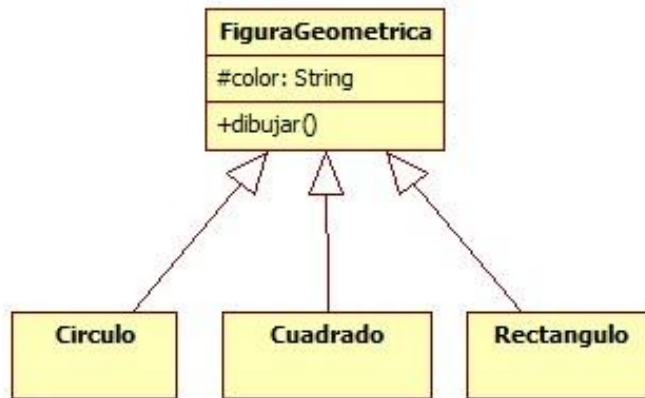 FiguraGeometrica
#color: String
+dibujar()
Circulo
Cuadrado
Rectangulo